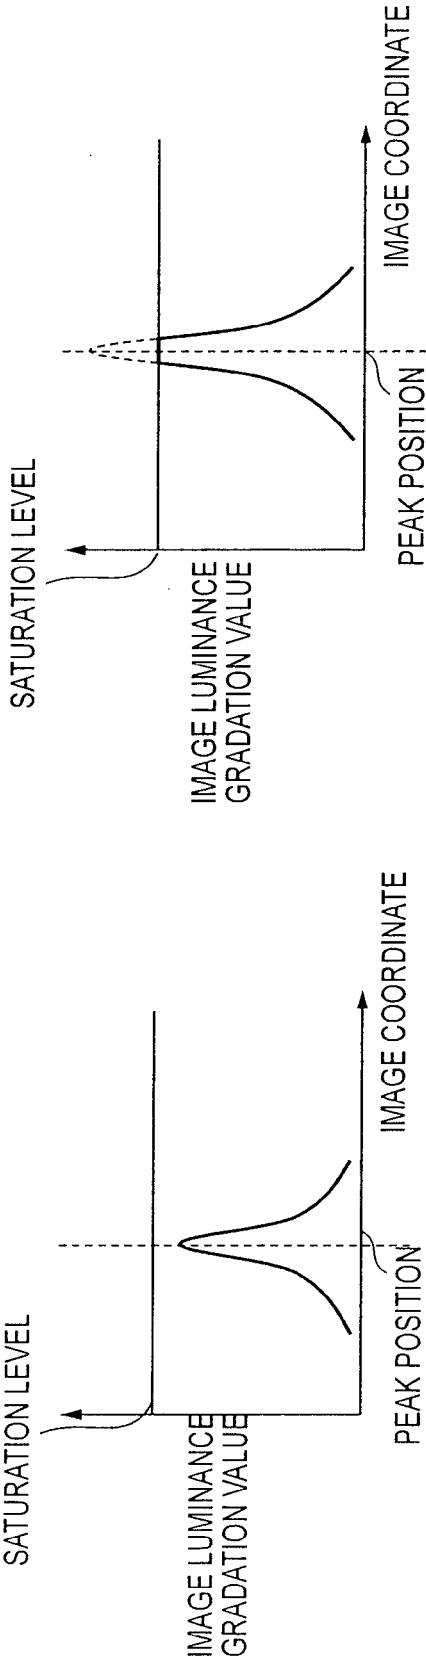 SATURATION LEVEL
IMAGE LUMINANCE
GRADATION VALUE
PEAK POSITION
IMAGE COORDINATE
SATURATION LEVEL
IMAGE LUMINANCE
GRADATION VALUE
PEAK POSITION
IMAGE COORDINATE